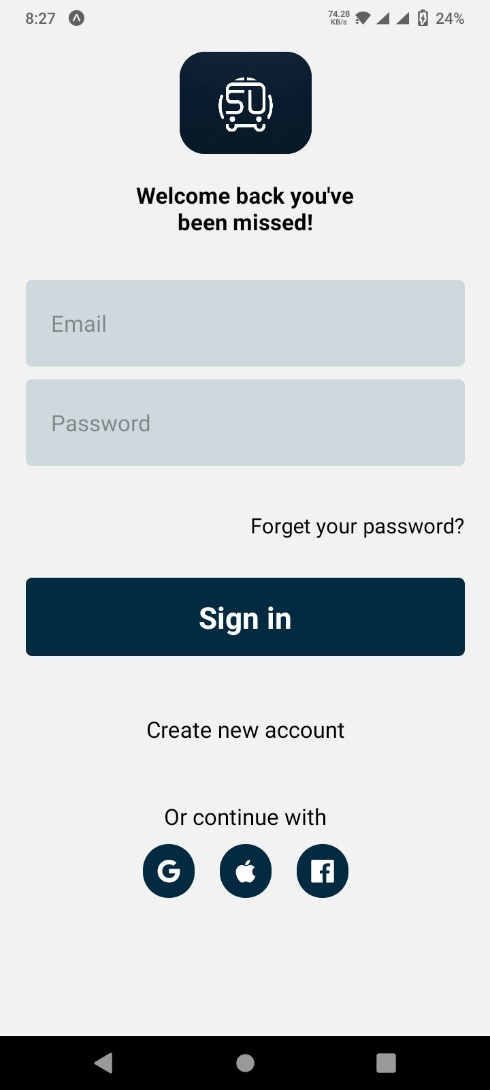 8:27
74.28
KB/s
24%
SU
Welcome back you've
been missed!
Email
Password
Forget your password?
Sign in
Create new account
Or continue with